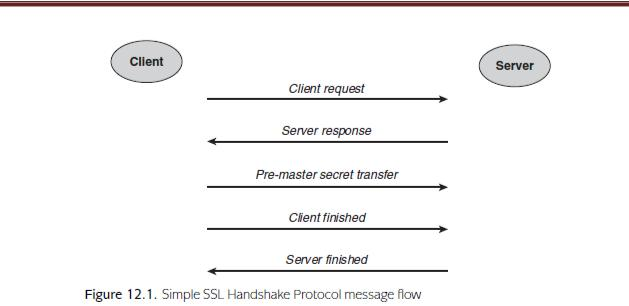 Client
Server
Client request
Server response
Pre-master secret transfer
Client finished
Server finished
Figure 12.1. Simple SSL Handshake Protocol message flow